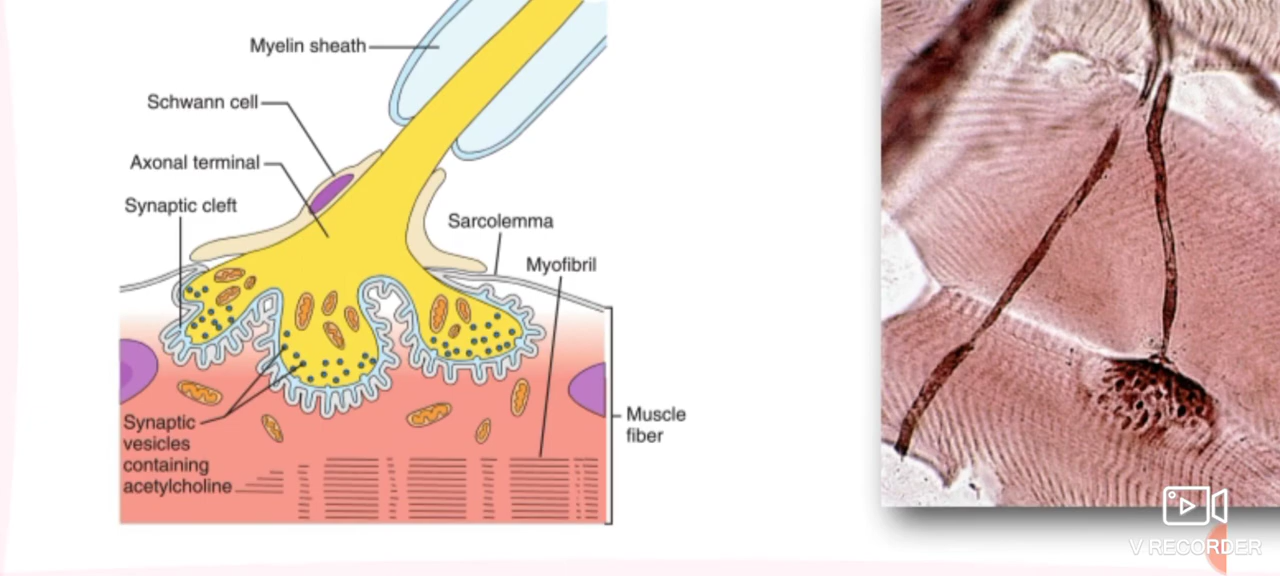 Myelin sheath
Schwann cell
Axonal terminal
Synaptic cleft
Sarcolemma
Myofibril
Synaptic
vesicles
containing
acetylcholine
Muscle
fiber
V RECORDER